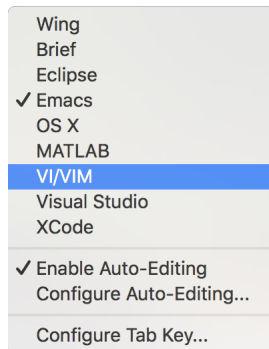 Wing
Brief
Eclipse
✓ Emacs
OS X
MATLAB
VI/VIM
Visual Studio
XCode
✓ Enable Auto-Editing
Configure Auto-Editing...
Configure Tab Key...